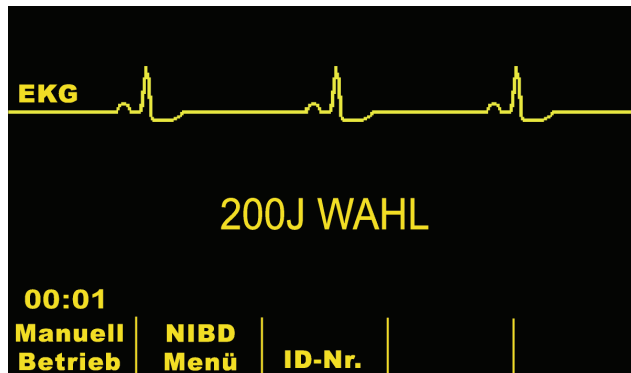 EKG
200J WAHL
00:01
Manuell Betrieb
NIBD Menü
ID-Nr.